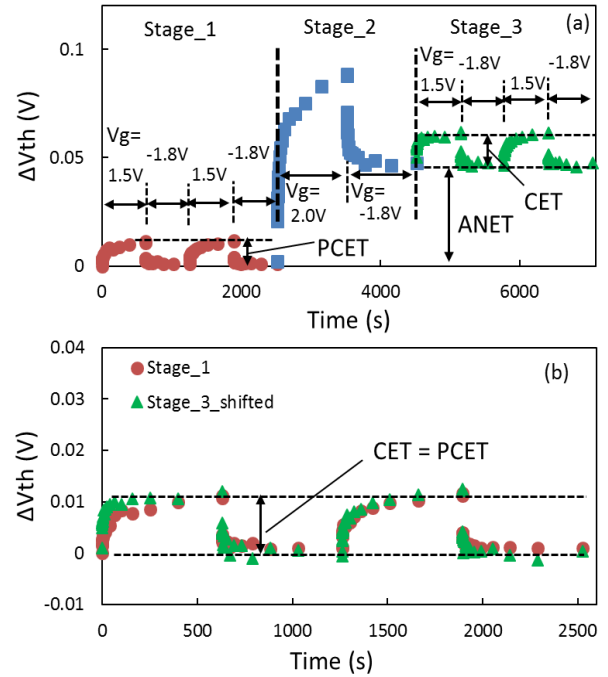 Stage_1
Stage_2
Stage_3
(a)
Vg=
1.5V
-1.8V
1.5V
-1.8V
Vg=
1.5V
-1.8V
1.5V
-1.8V
Vg=
2.0V
Vg=
-1.8V
PCET
CET
ANET
ΔVth (V)
0.1
0.05
0
0
2000
4000
6000
Time (s)
(b)
Stage_1
Stage_3_shifted
CET = PCET
ΔVth (V)
0.04
0.03
0.02
0.01
0
-0.01
0
500
1000
1500
2000
2500
Time (s)